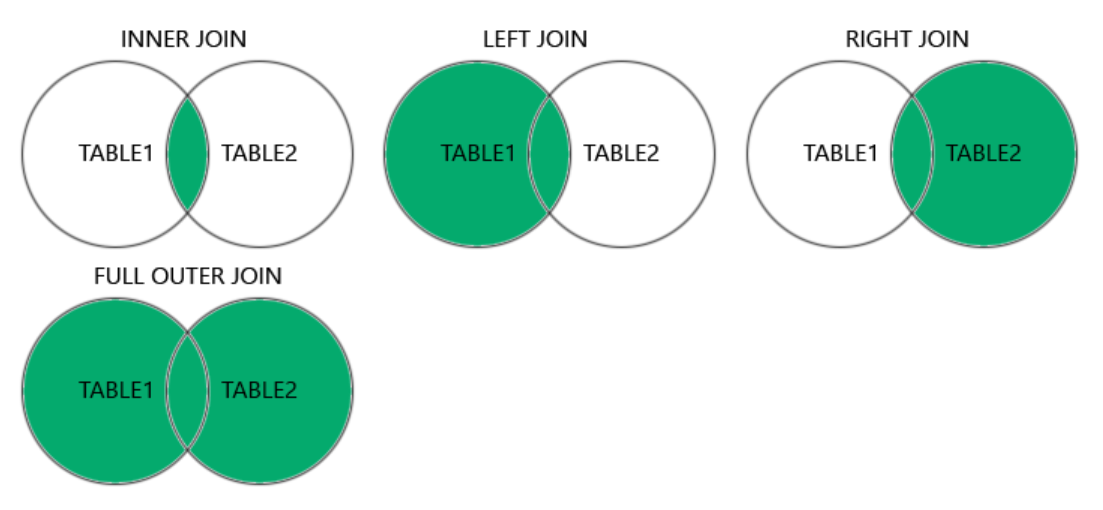 INNER JOIN
TABLE1 TABLE2
LEFT JOIN
TABLE1 TABLE2
RIGHT JOIN
TABLE1 TABLE2
FULL OUTER JOIN
TABLE1 TABLE2